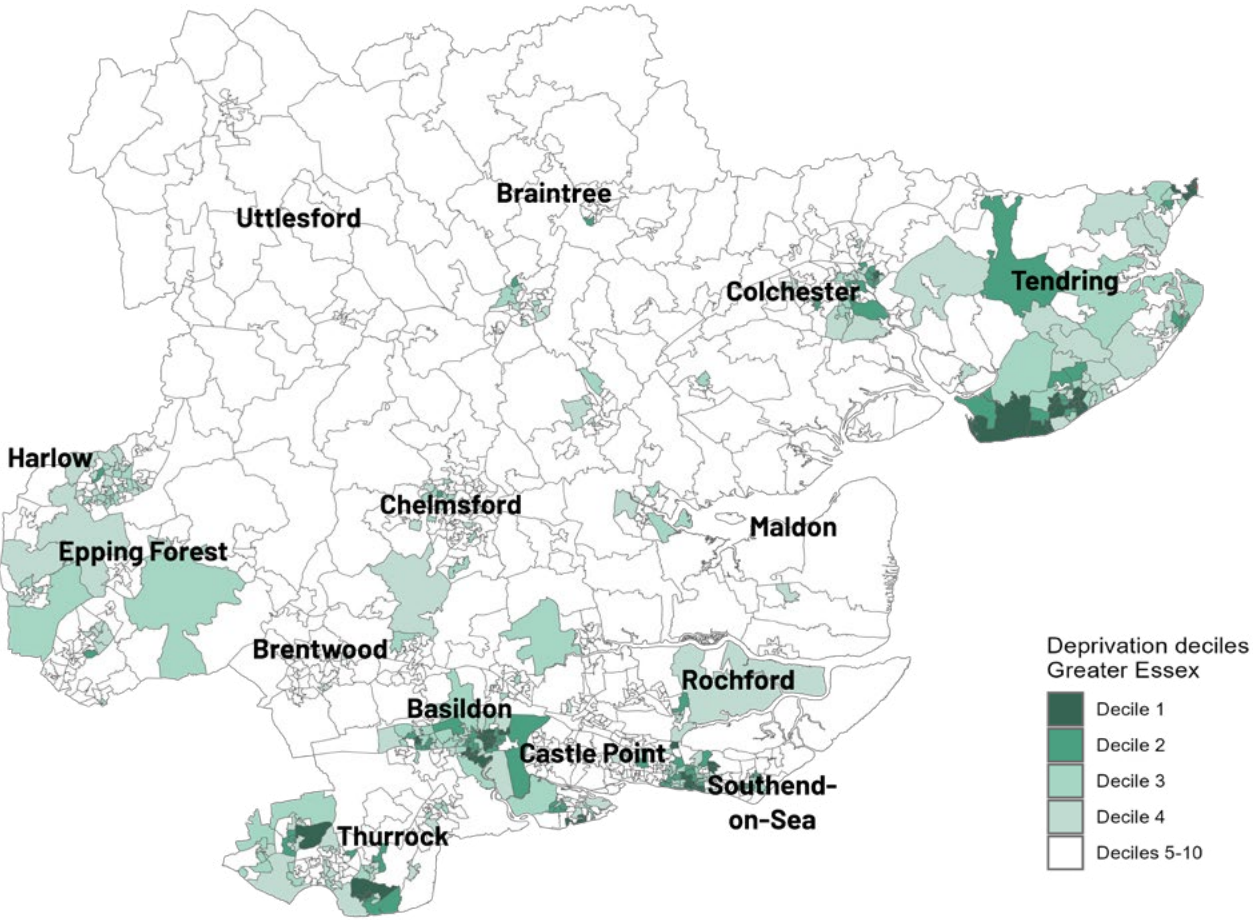 Braintree
Uttlesford
Tendring
Colchester
Harlow
Chelmsford
Maldon
Epping Forest
Brentwood
Rochford
Basildon
Castle Point
Southend-
on-Sea
Thurrock
Deprivation deciles
Greater Essex
Decile 1
Decile 2
Decile 3
Decile 4
Deciles 5-10